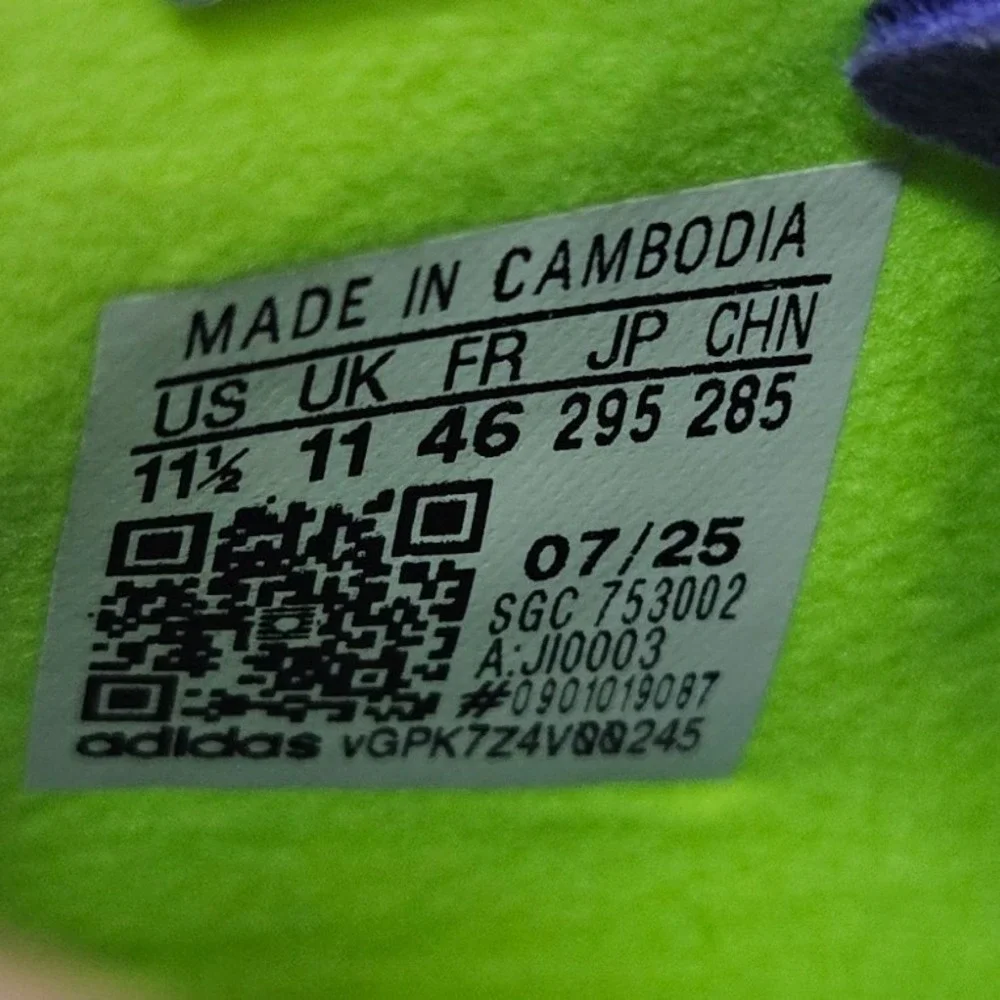 MADE IN CAMBODIA
US UK FR JP CHN
11½ 11 46 295 285
07/25
SGC 753002
A:JI0003
#0901019087
adidas vGPK7Z4V00245